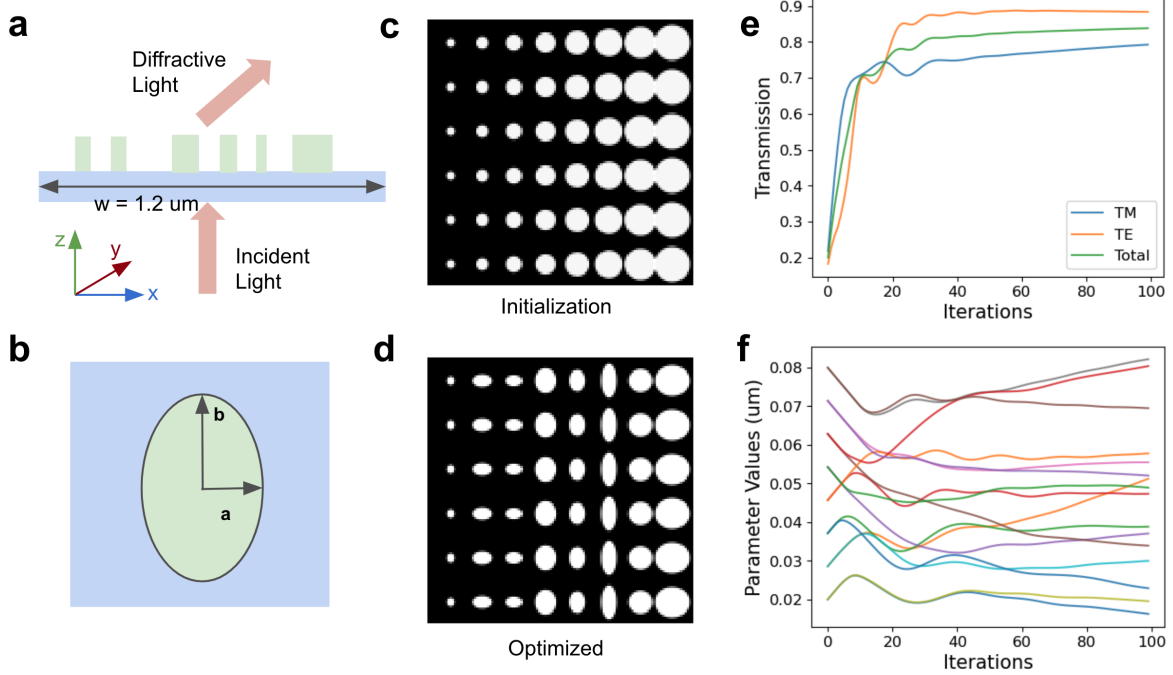 a
Diffractive
Light
w = 1.2 um
z
y
x
Incident
Light
b
b
a
c
Initialization
d
Optimized
e
Transmission
0.9
0.8
0.7
0.6
0.5
0.4
0.3
0.2
TM
TE
Total
0 20 40 60 80 100
Iterations
f
Parameter Values (um)
0.08
0.07
0.06
0.05
0.04
0.03
0.02
0 20 40 60 80 100
Iterations